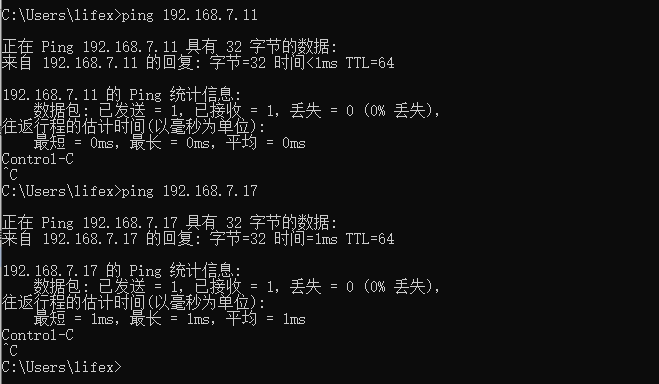 C:\Users\lifex>ping 192.168.7.11
正在 Ping 192.168.7.11 具有 32 字节的数据:
来自 192.168.7.11 的回复: 字节=32 时间<1ms TTL=64
192.168.7.11 的 Ping 统计信息:
数据包: 已发送 = 1，已接收 = 1，丢失 = 0 (0% 丢失)，
往返行程的估计时间(以毫秒为单位):
最短 = 0ms，最长 = 0ms，平均 = 0ms
Control-C
^C
C:\Users\lifex>ping 192.168.7.17
正在 Ping 192.168.7.17 具有 32 字节的数据:
来自 192.168.7.17 的回复: 字节=32 时间=1ms TTL=64
192.168.7.17 的 Ping 统计信息:
数据包: 已发送 = 1，已接收 = 1，丢失 = 0 (0% 丢失)，
往返行程的估计时间(以毫秒为单位):
最短 = 1ms，最长 = 1ms，平均 = 1ms
Control-C
^C
C:\Users\lifex>